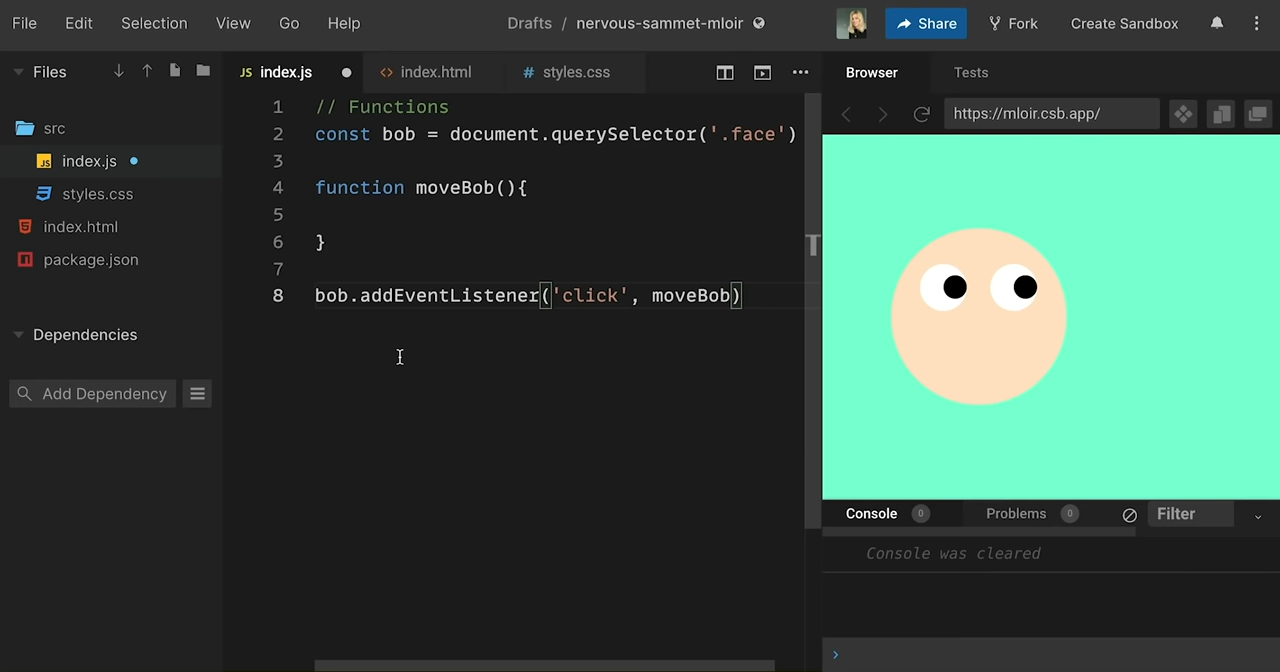 File Edit Selection View Go Help Drafts / nervous-sammet-mloir Share Fork Create Sandbox
Files
src
index.js
styles.css
index.html
package.json
Dependencies
Add Dependency
JS index.js <> index.html # styles.css
1 // Functions
2 const bob = document.querySelector('.face')
3
4 function moveBob(){
5
6 }
7
8 bob.addEventListener('click', moveBob)
Browser Tests
https://mloir.csb.app/
Console 0 Problems 0 Filter
Console was cleared
›